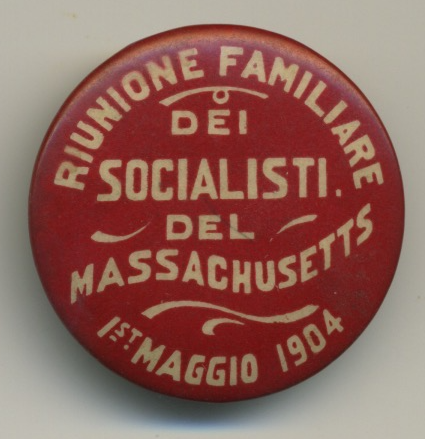 RIUNIONE FAMILIARE
DEI
SOCIALISTI.
DEL
MASSACHUSETTS
1ST. MAGGIO 1904